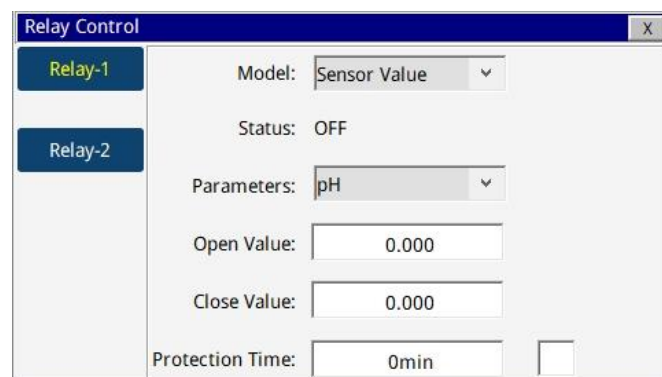 Relay Control X
Relay-1
Relay-2
Model: Sensor Value
Status: OFF
Parameters: pH
Open Value: 0.000
Close Value: 0.000
Protection Time: 0min